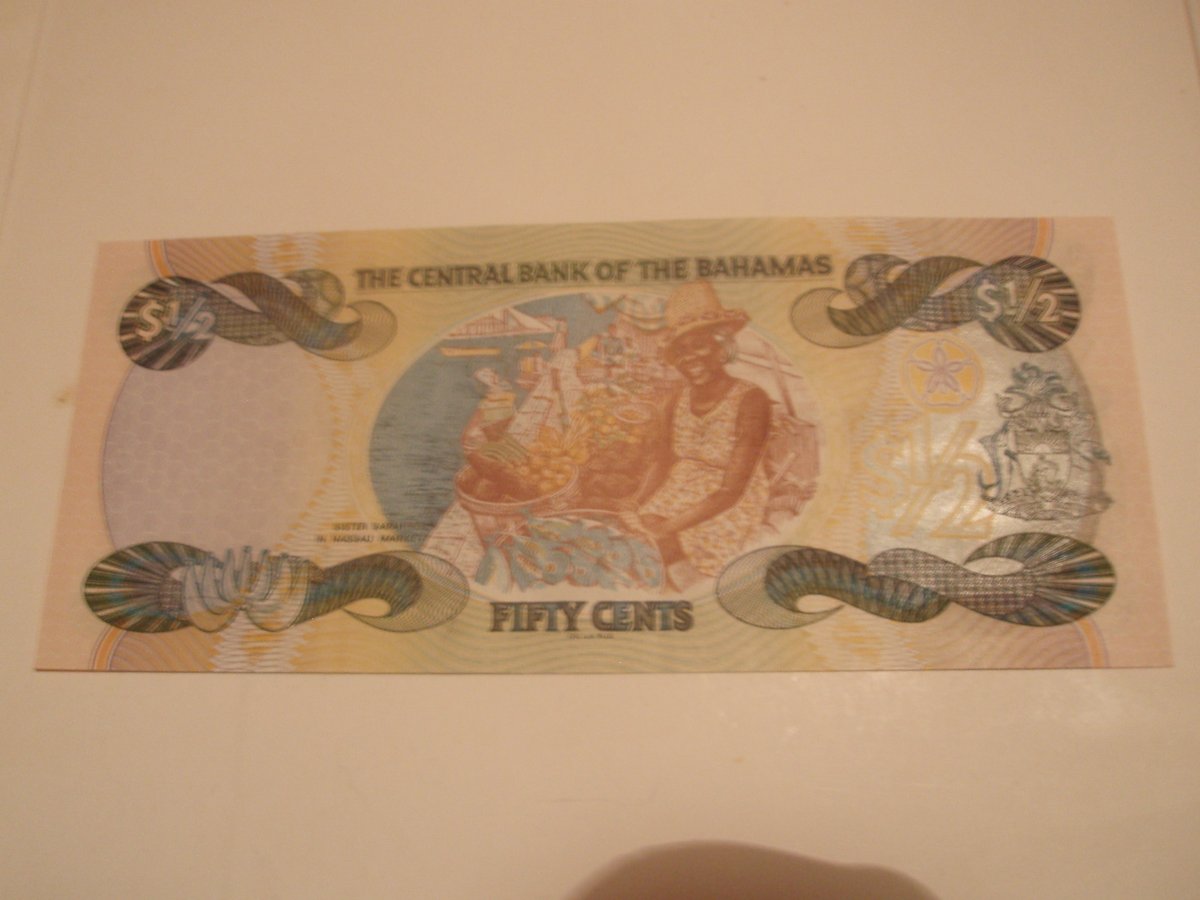 THE CENTRAL BANK OF THE BAHAMAS
$1/2
$1/2
$1/2
SISTER SARAH
IN NASSAU MARKET
FIFTY CENTS